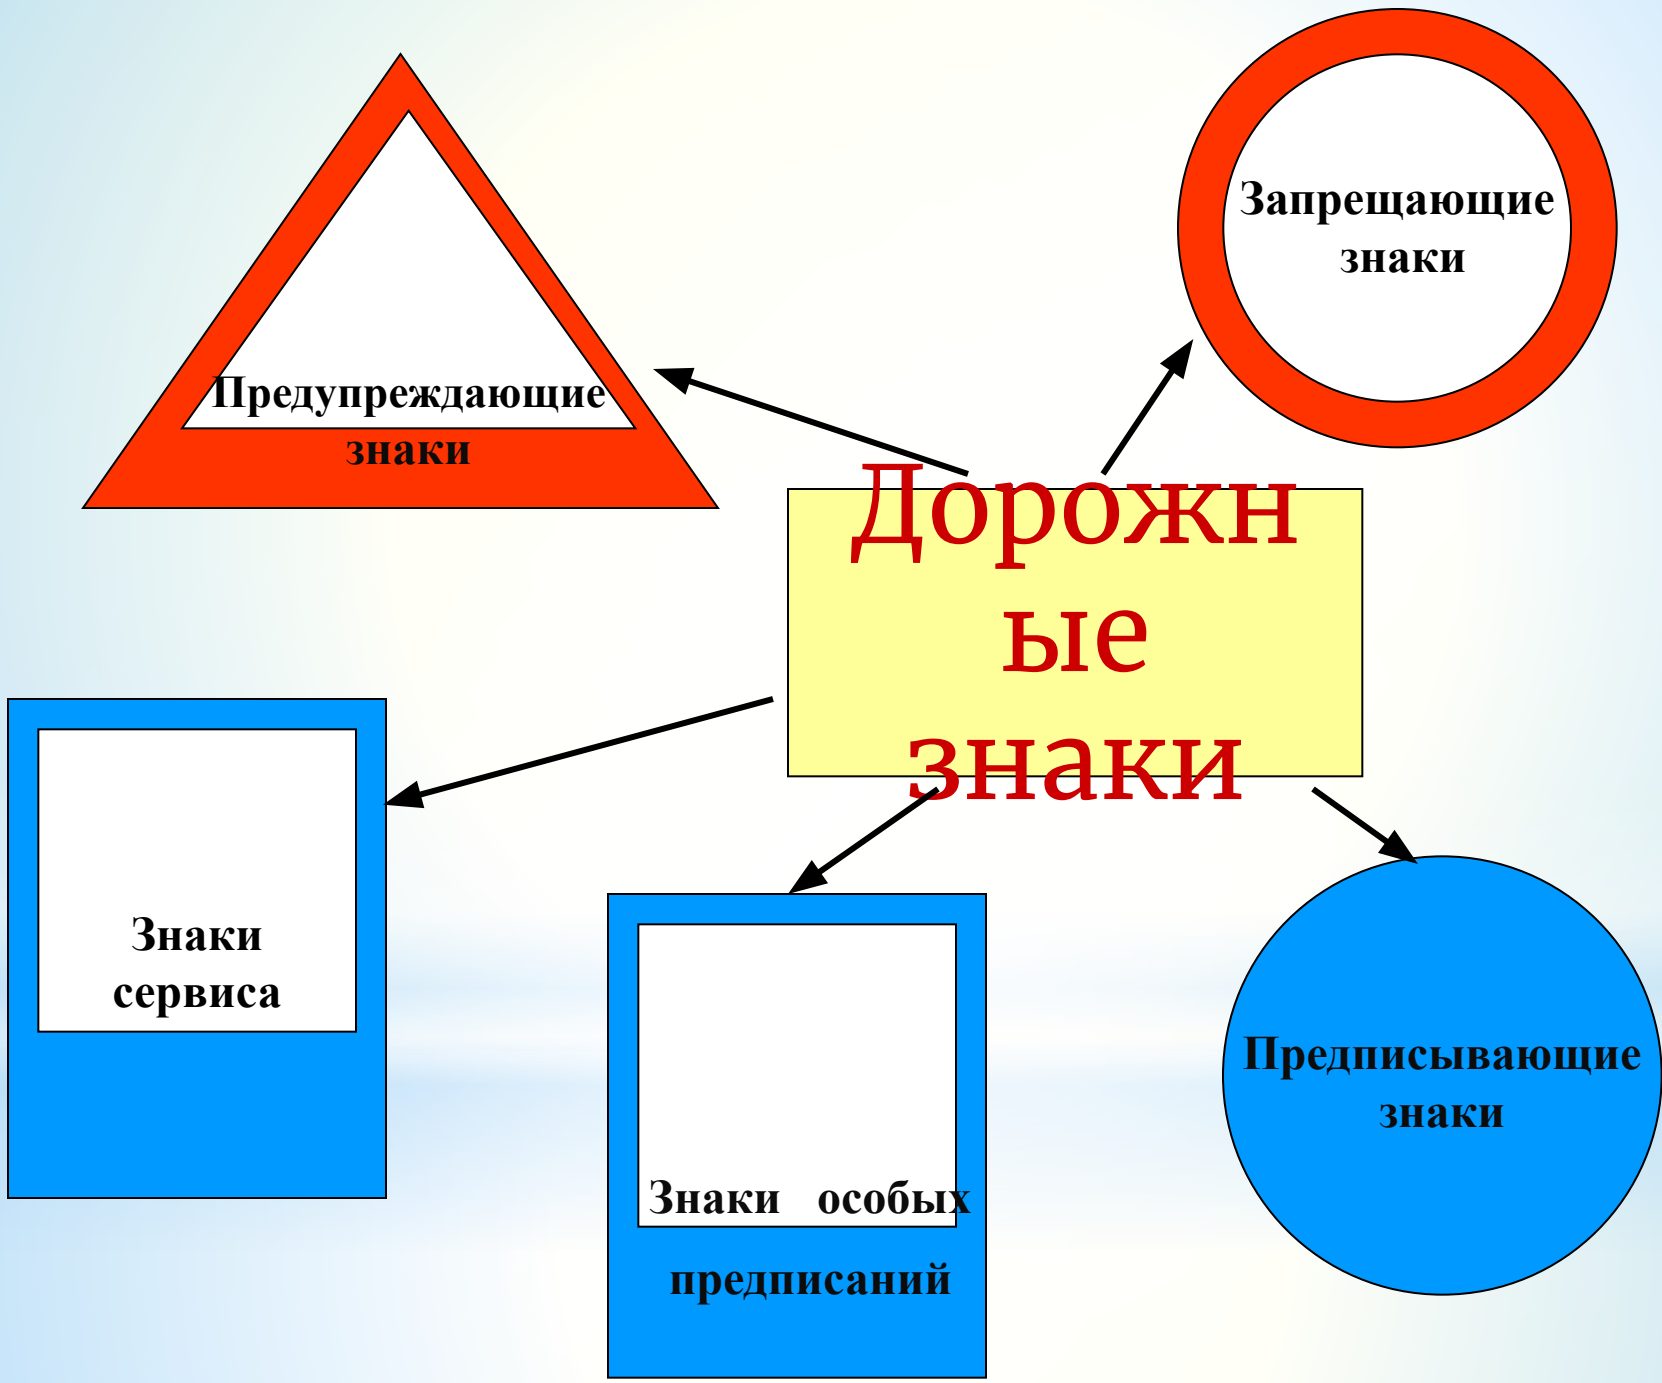 Запрещающие
знаки
Предупреждающие
знаки
Дорожн
ые
знаки
Знаки
сервиса
Предписывающие
знаки
Знаки особых
предписаний